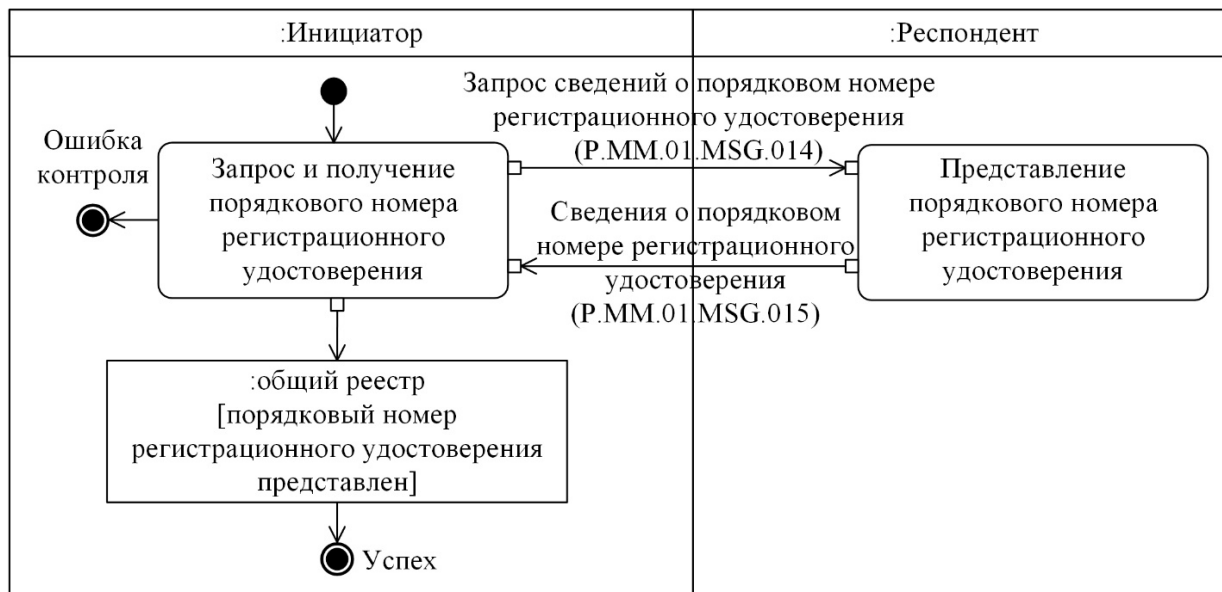 :Инициатор
:Респондент
Запрос сведений о порядковом номере
регистрационного удостоверения
(P.MM.01.MSG.014)
Ошибка
контроля
Запрос и получение
порядкового номера
регистрационного
удостоверения
Представление
порядкового номера
регистрационного
удостоверения
Сведения о порядковом
номере регистрационного
удостоверения
(P.MM.01.MSG.015)
:общий реестр
[порядковый номер
регистрационного удостоверения
представлен]
Успех